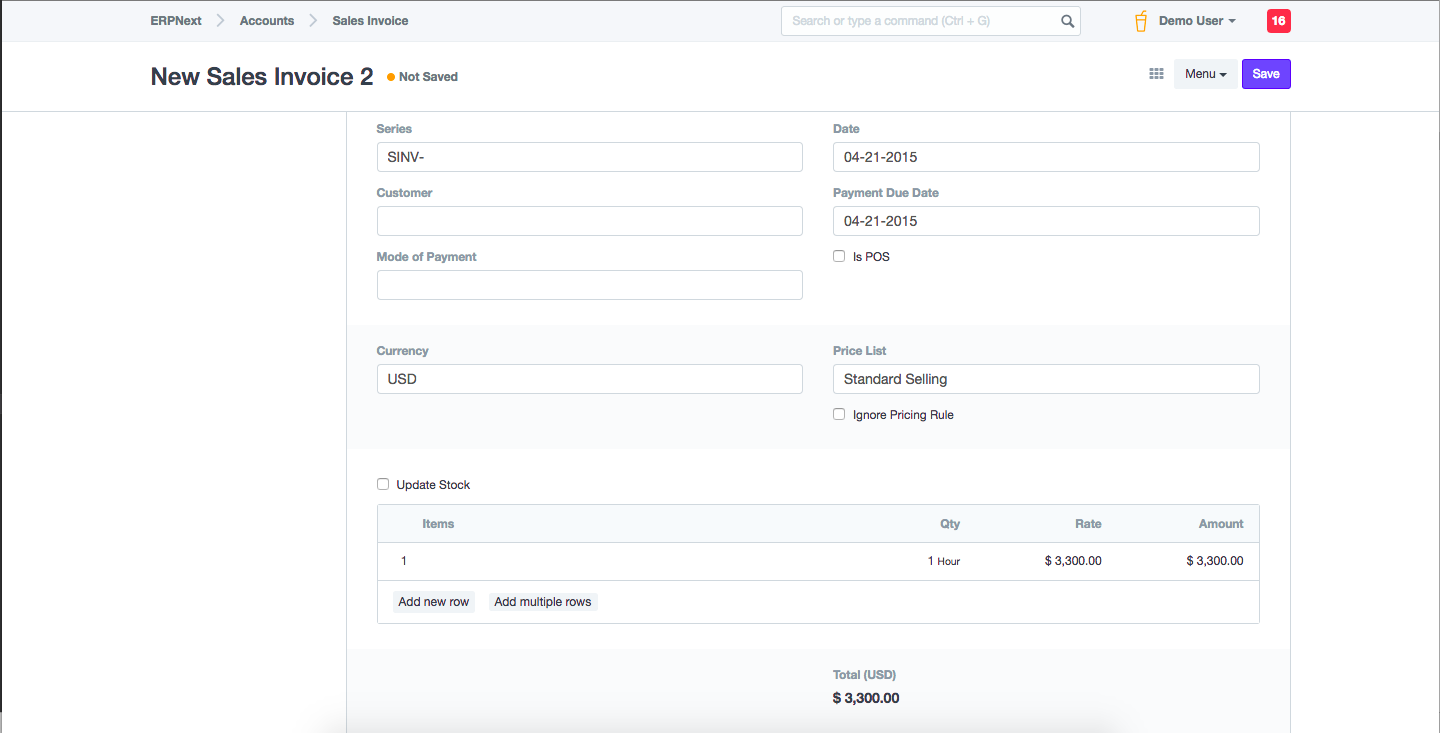 ERPNext Accounts Sales Invoice Search or type a command (Ctrl + G) Demo User 16
New Sales Invoice 2 Not Saved Menu Save
Series Date
SINV- 04-21-2015
Customer Payment Due Date
04-21-2015
Mode of Payment Is POS
Currency Price List
USD Standard Selling
Ignore Pricing Rule
Update Stock
Items Qty Rate Amount
1 1 Hour $ 3,300.00 $ 3,300.00
Add new row Add multiple rows
Total (USD)
$ 3,300.00